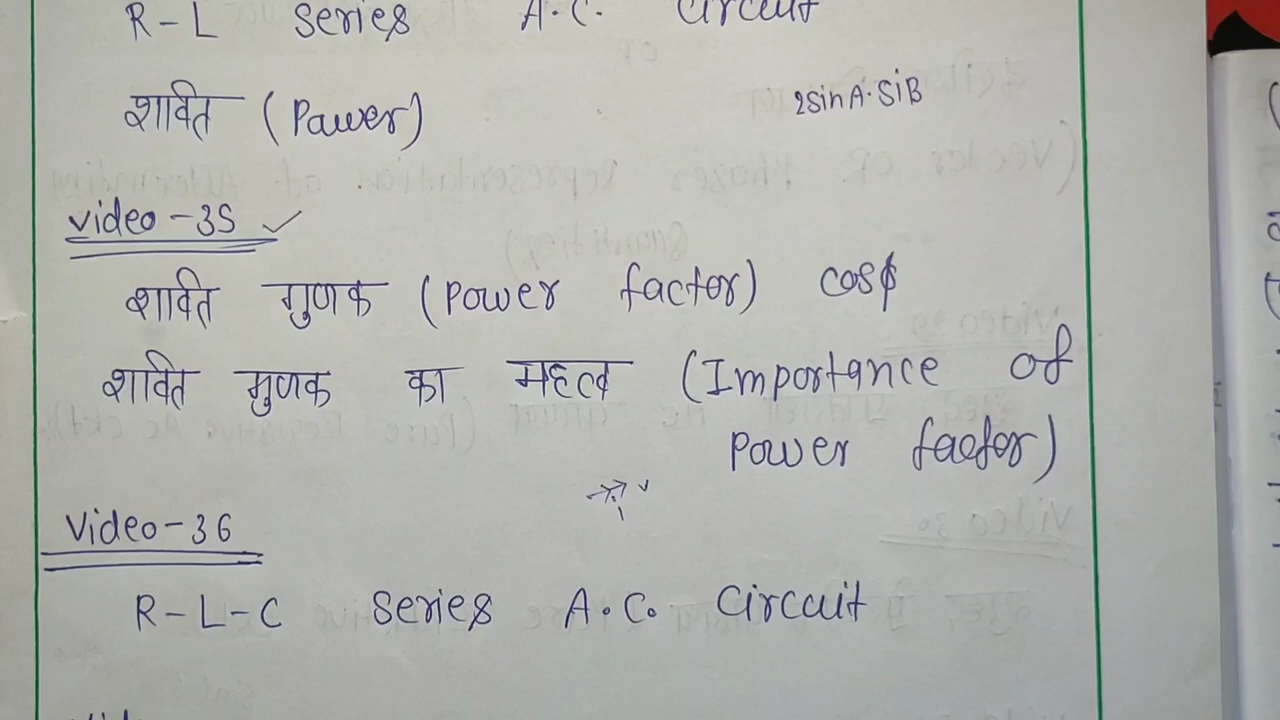 R-L Series A.C. Circuit
शक्ति (Pawer)
2SinA.SiB
Video-35
शक्ति गुणक (Power factor) cosϕ
शक्ति गुणक का महत्व (Importance of
Power factor)
Video-36
R-L-C Series A.C. Circuit